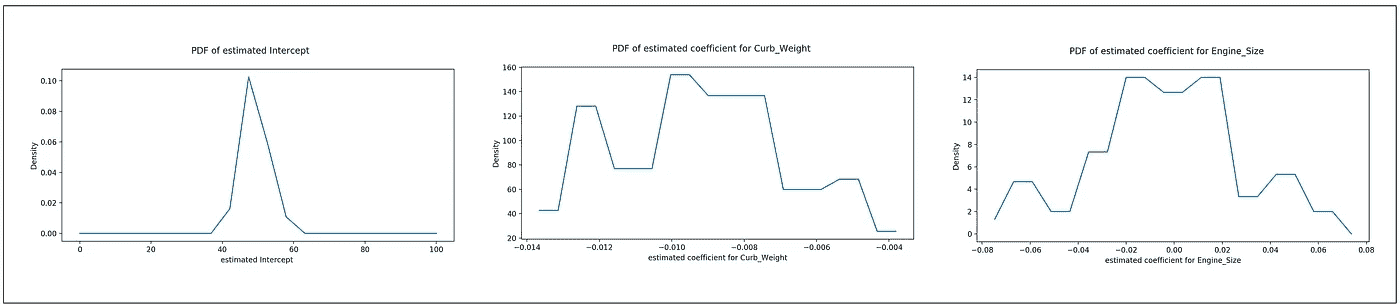 PDF of estimated Intercept
0.10
0.08
0.06
0.04
0.02
0.00
Density
0 20 40 60 80 100
estimated Intercept
PDF of estimated coefficient for Curb_Weight
160
140
120
100
80
60
40
20
Density
−0.014 −0.012 −0.010 −0.008 −0.006 −0.004
estimated coefficient for Curb_Weight
PDF of estimated coefficient for Engine_Size
14
12
10
8
6
4
2
0
Density
−0.08 −0.06 −0.04 −0.02 0.00 0.02 0.04 0.06 0.08
estimated coefficient for Engine_Size